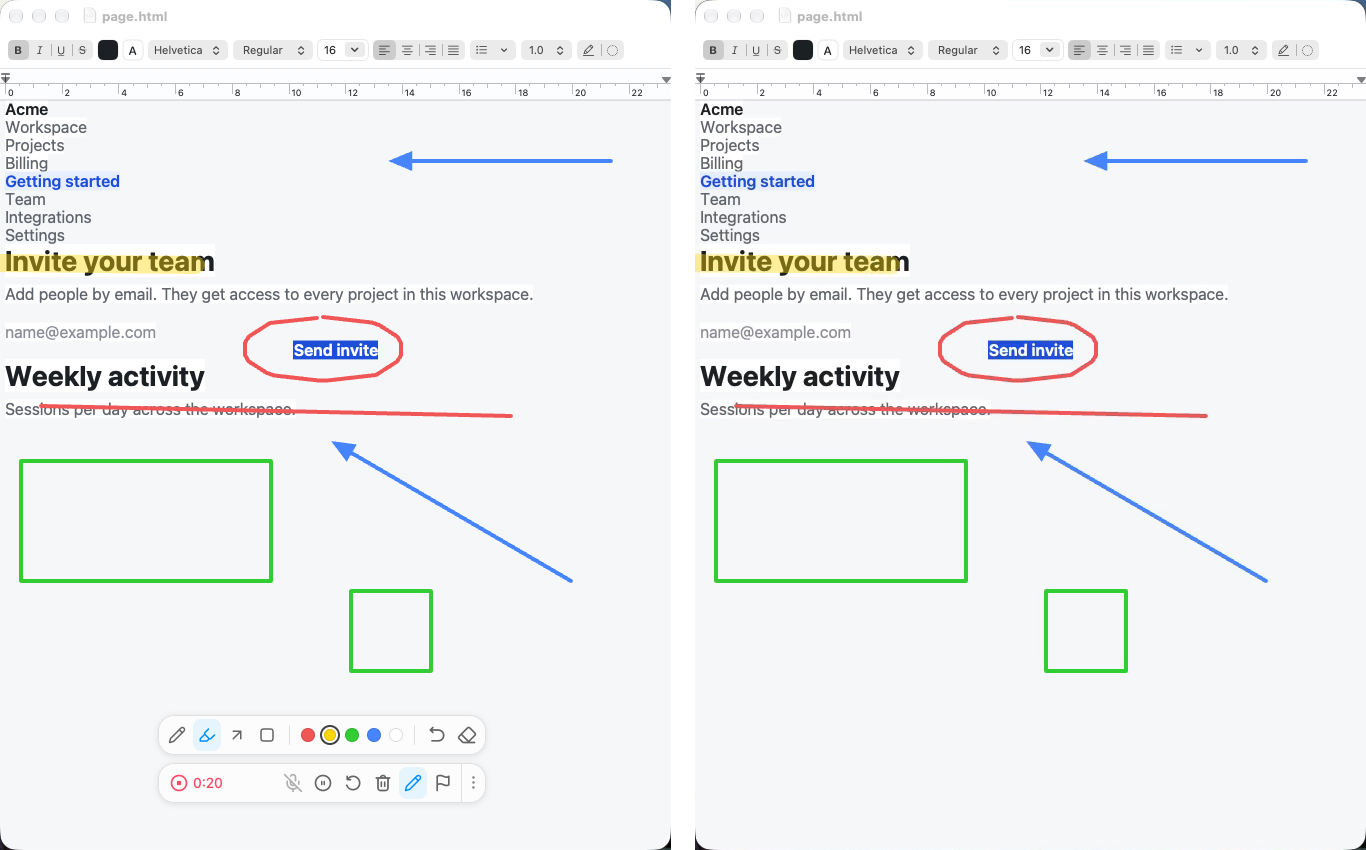 page.html
B I U S A Helvetica Regular 16 1.0
0 2 4 6 8 10 12 14 16 18 20 22
Acme
Workspace
Projects
Billing
Getting started
Team
Integrations
Settings
Invite your team
Add people by email. They get access to every project in this workspace.
name@example.com
Send invite
Weekly activity
Sessions per day across the workspace.
0:20
page.html
B I U S A Helvetica Regular 16 1.0
0 2 4 6 8 10 12 14 16 18 20 22
Acme
Workspace
Projects
Billing
Getting started
Team
Integrations
Settings
Invite your team
Add people by email. They get access to every project in this workspace.
name@example.com
Send invite
Weekly activity
Sessions per day across the workspace.